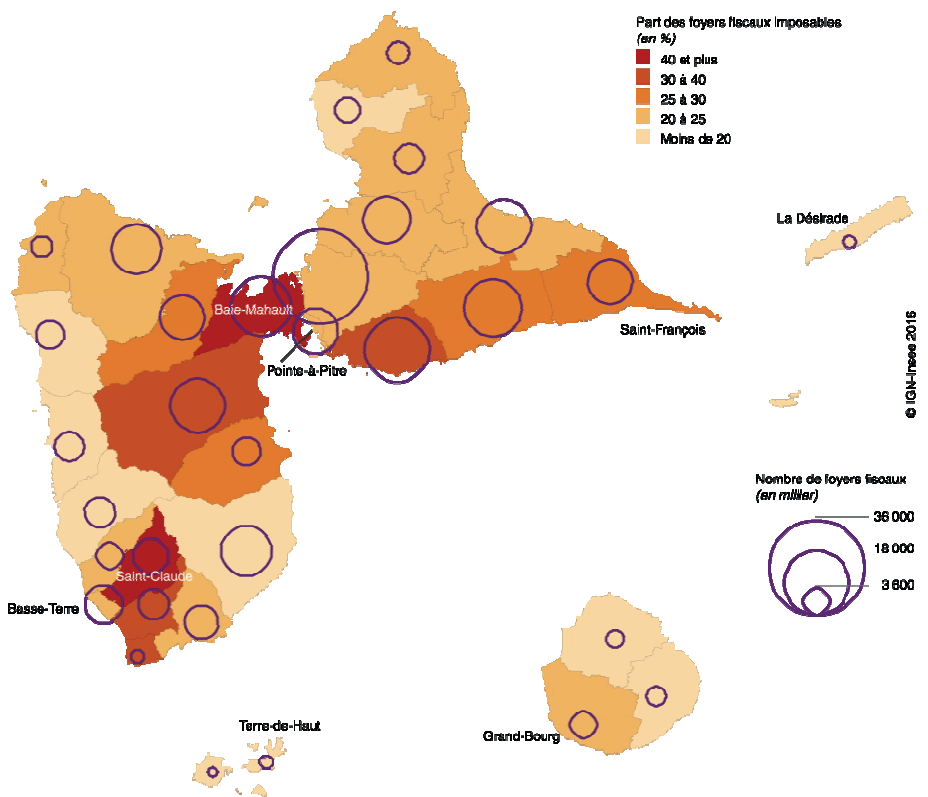 Part des foyers fiscaux imposables
(en %)
40 et plus
30 à 40
25 à 30
20 à 25
Moins de 20
La Désirade
Baie-Mahault
Saint-François
Pointe-à-Pitre
© IGN-Insee 2016
Nombre de foyers fiscaux
(en millier)
36 000
18 000
3 600
Saint-Claude
Basse-Terre
Terre-de-Haut
Grand-Bourg